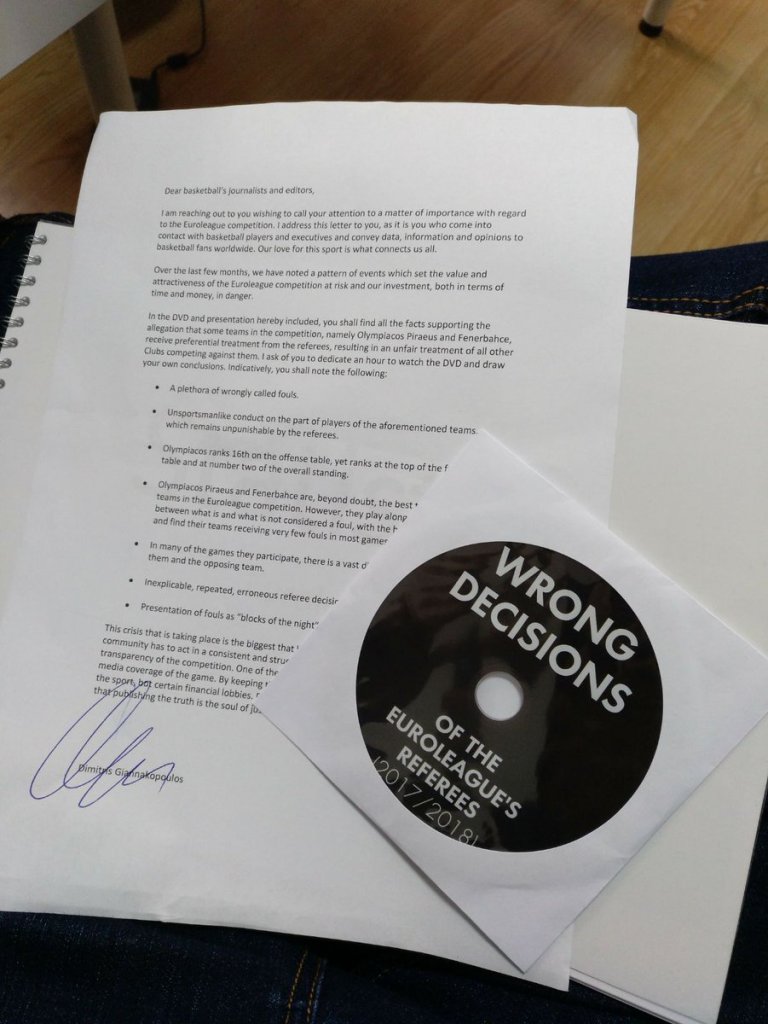 Dear basketball's journalists and editors,
I am reaching out to you wishing to call your attention to a matter of importance with regard
to the Euroleague competition. I address this letter to you, as it is you who come into
contact with basketball players and executives and convey data, information and opinions to
basketball fans worldwide. Our love for this sport is what connects us all.
Over the last few months, we have noted a pattern of events which set the value and
attractiveness of the Euroleague competition at risk and our investment, both in terms of
time and money, in danger.
In the DVD and presentation hereby included, you shall find all the facts supporting the
allegation that some teams in the competition, namely Olympiacos Piraeus and Fenerbahce,
receive preferential treatment from the referees, resulting in an unfair treatment of all other
Clubs competing against them. I ask of you to dedicate an hour to watch the DVD and draw
your own conclusions. Indicatively, you shall note the following:
• A plethora of wrongly called fouls.
• Unsportsmanlike conduct on the part of players of the aforementioned teams,
which remains unpunishable by the referees.
• Olympiacos ranks 16th on the offense table, yet ranks at the top of the
table and at number two of the overall standing.
• Olympiacos Piraeus and Fenerbahce are, beyond doubt, the best
teams in the Euroleague competition. However, they play along
between what is and what is not considered a foul, with the
and find their teams receiving very few fouls in most games
• In many of the games they participate, there is a vast
them and the opposing team.
• Inexplicable, repeated, erroneous referee
• Presentation of fouls as "blocks of the night"
This crisis that is taking place is the biggest that
community has to act in a consistent and
transparency of the competition. One of the
media coverage of the game. By keeping
the sport, but certain financial lobbies.
that publishing the truth is the soul of
Dimitris Giannakopoulos
WRONG
DECISIONS
OF THE
EUROLEAGUE'S
REFEREES
(2017/2018)